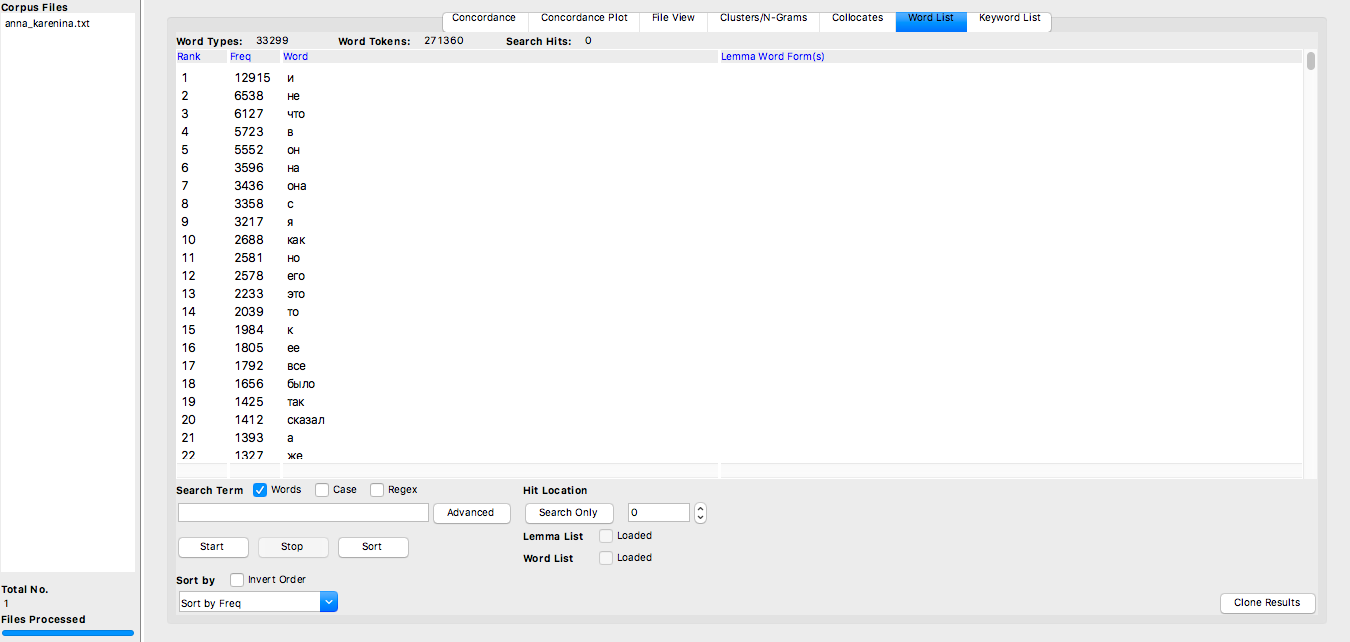 Corpus Files
anna_karenina.txt
Concordance Concordance Plot File View Clusters/N-Grams Collocates Word List Keyword List
Word Types: 33299 Word Tokens: 271360 Search Hits: 0
Rank Freq Word Lemma Word Form(s)
1 12915 и
2 6538 не
3 6127 что
4 5723 в
5 5552 он
6 3596 на
7 3436 она
8 3358 с
9 3217 я
10 2688 как
11 2581 но
12 2578 его
13 2233 это
14 2039 то
15 1984 к
16 1805 ее
17 1792 все
18 1656 было
19 1425 так
20 1412 сказал
21 1393 а
22 1327 же
Search Term Words Case Regex Hit Location
Advanced Search Only 0
Lemma List Loaded
Start Stop Sort
Word List Loaded
Sort by Invert Order
Sort by Freq
Clone Results
Total No.
1
Files Processed